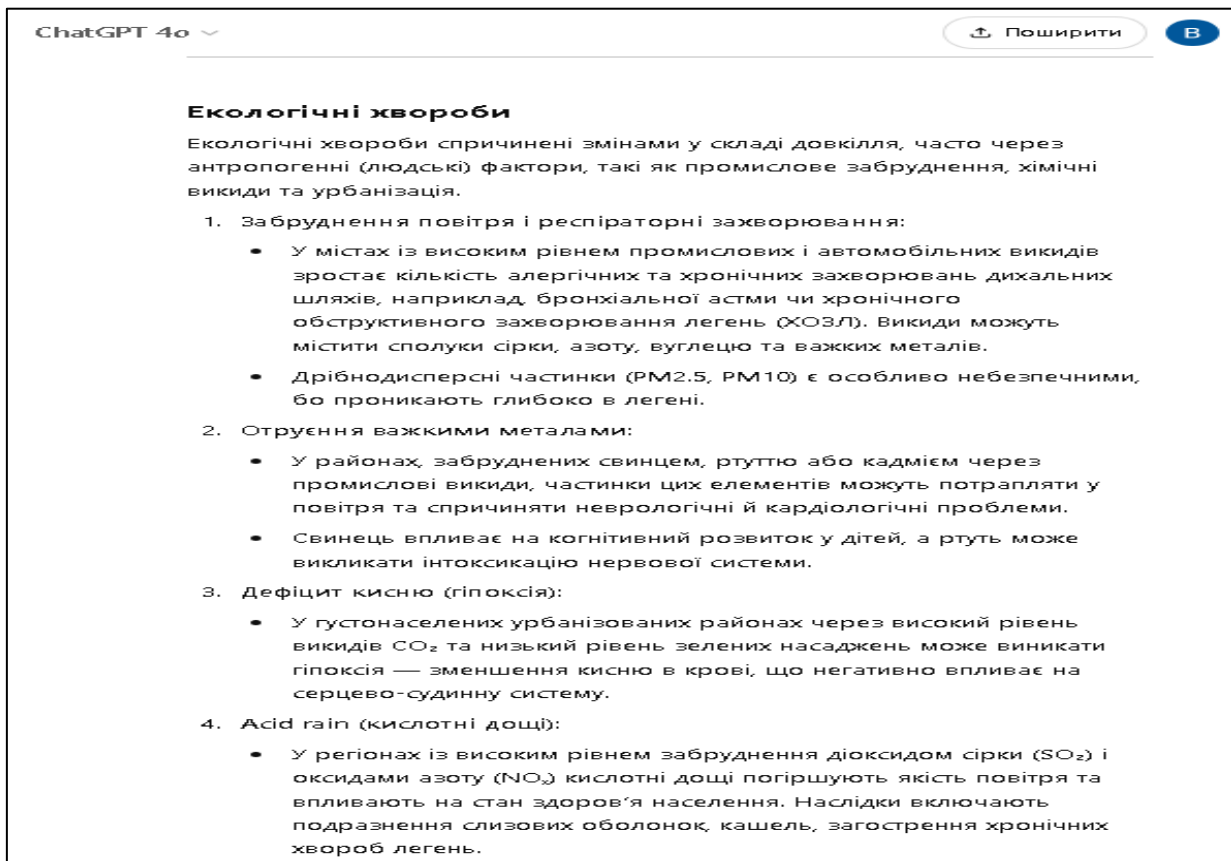 ChatGPT 4o
Поширити
В
Екологічні хвороби
Екологічні хвороби спричинені змінами у складі довкілля, часто через
антропогенні (людські) фактори, такі як промислове забруднення, хімічні
викиди та урбанізація.
1. Забруднення повітря і респіраторні захворювання:
• У містах із високим рівнем промислових і автомобільних викидів
зростає кількість алергічних та хронічних захворювань дихальних
шляхів, наприклад, бронхіальної астми чи хронічного
обструктивного захворювання легень (ХОЗЛ). Викиди можуть
містити сполуки сірки, азоту, вуглецю та важких металів.
• Дрібнодисперсні частинки (PM2.5, PM10) є особливо небезпечними,
бо проникають глибоко в легені.
2. Отруєння важкими металами:
• У районах, забруднених свинцем, ртуттю або кадмієм через
промислові викиди, частинки цих елементів можуть потрапляти у
повітря та спричиняти неврологічні й кардіологічні проблеми.
• Свинець впливає на когнітивний розвиток у дітей, а ртуть може
викликати інтоксикацію нервової системи.
3. Дефіцит кисню (гіпоксія):
• У густонаселених урбанізованих районах через високий рівень
викидів CO₂ та низький рівень зелених насаджень може виникати
гіпоксія — зменшення кисню в крові, що негативно впливає на
серцево-судинну систему.
4. Acid rain (кислотні дощі):
• У регіонах із високим рівнем забруднення діоксидом сірки (SO₂) і
оксидами азоту (NOₓ) кислотні дощі погіршують якість повітря та
впливають на стан здоров'я населення. Наслідки включають
подразнення слизових оболонок, кашель, загострення хронічних
хвороб легень.